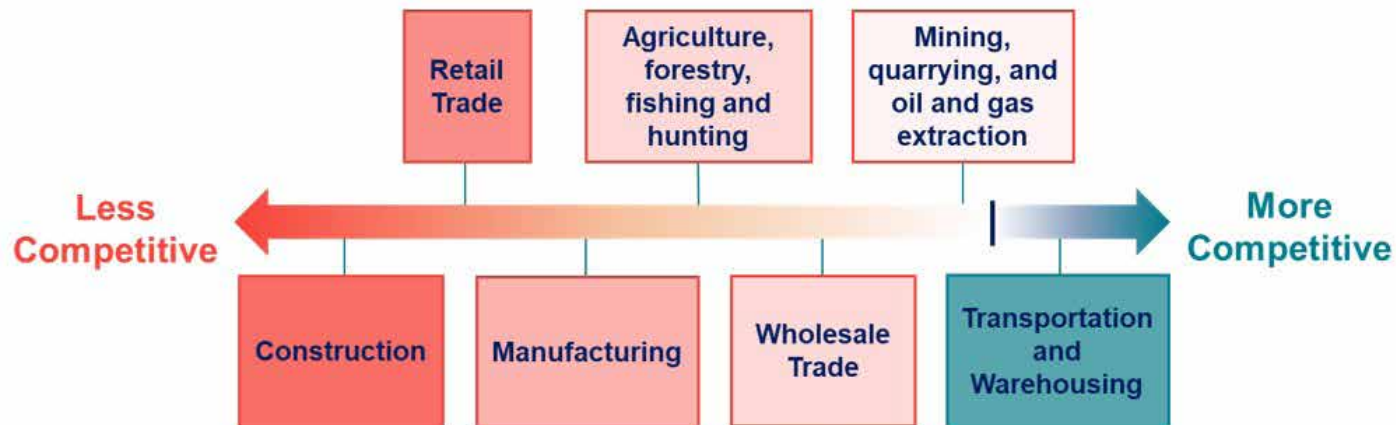 Retail
Trade
Agriculture,
forestry,
fishing and
hunting
Mining,
quarrying, and
oil and gas
extraction
Less
Competitive
More
Competitive
Construction
Manufacturing
Wholesale
Trade
Transportation
and
Warehousing